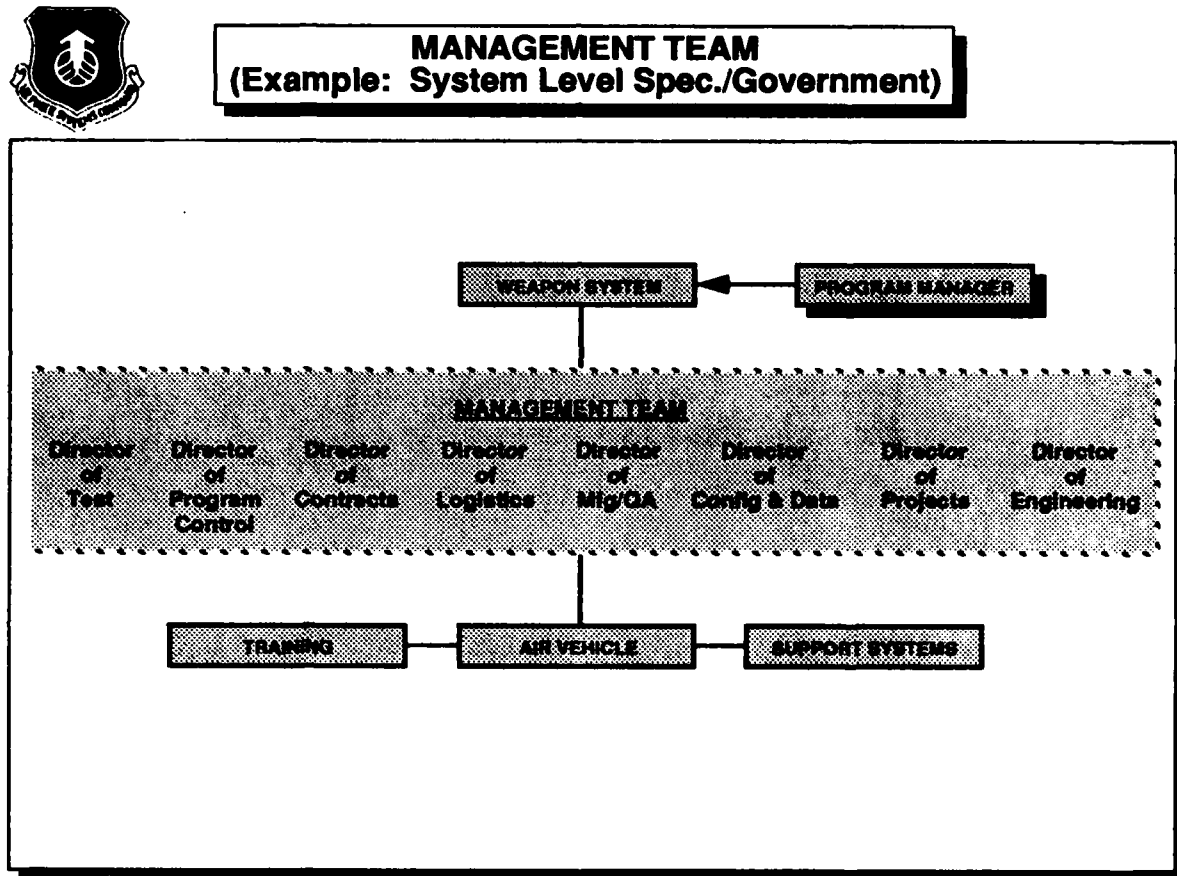 MANAGEMENT TEAM
(Example: System Level Spec./Government)
WEAPON SYSTEM
PROGRAM MANAGER
MANAGEMENT TEAM
Director
of
Test
Director
of
Program
Control
Director
of
Contracts
Director
of
Logistics
Director
of
Mfg/QA
Director
of
Config & Data
Director
of
Projects
Director
of
Engineering
TRAINING
AIR VEHICLE
SUPPORT SYSTEMS